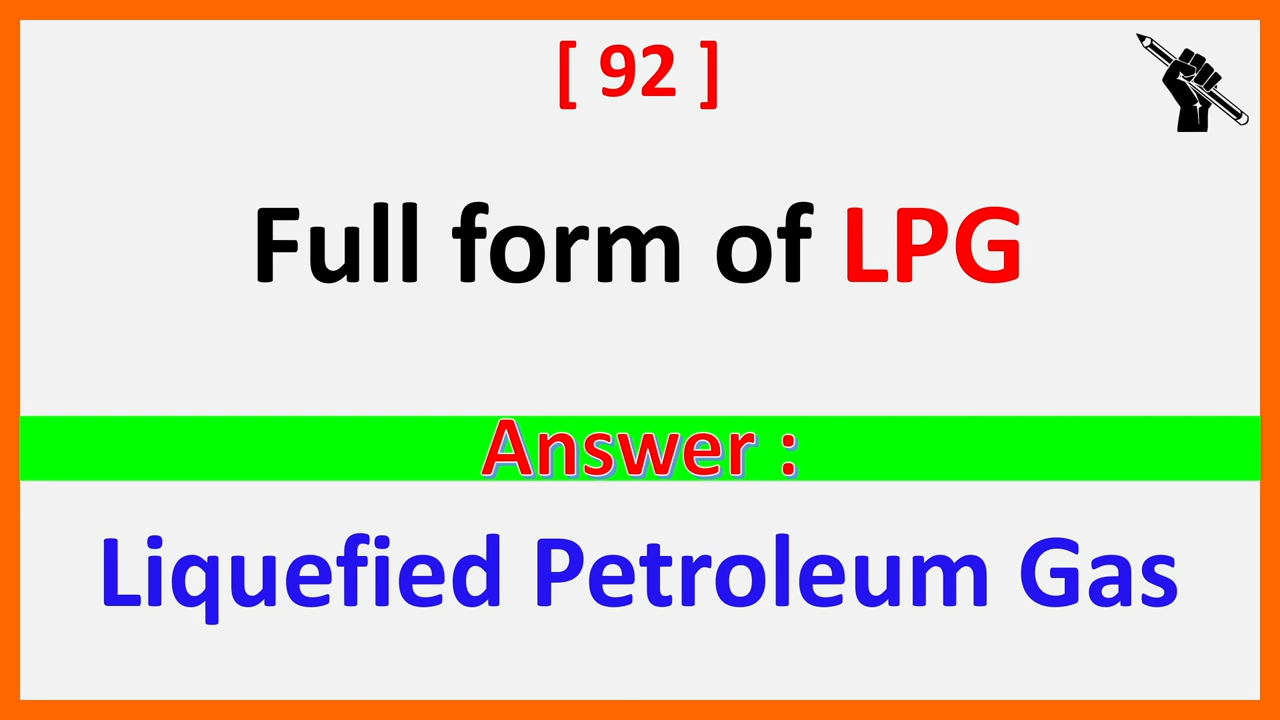 [ 92 ]
Full form of LPG
Answer :
Liquefied Petroleum Gas